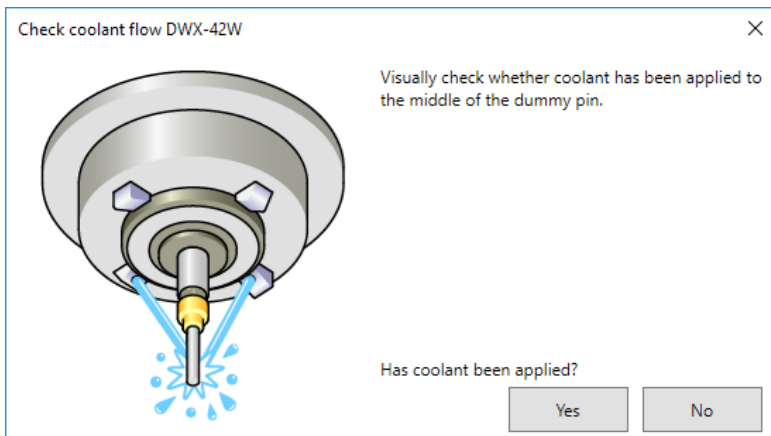 Check coolant flow DWX-42W
Visually check whether coolant has been applied to
the middle of the dummy pin.
Has coolant been applied?
Yes
No